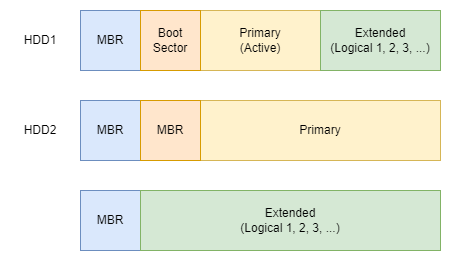 HDD1
MBR
Boot
Sector
Primary
(Active)
Extended
(Logical 1, 2, 3, ...)
HDD2
MBR
MBR
Primary
MBR
Extended
(Logical 1, 2, 3, ...)